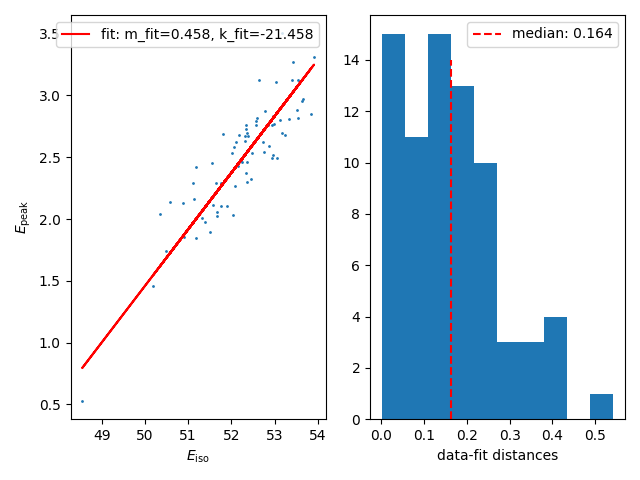 fit: m_fit=0.458, k_fit=-21.458
3.5
3.0
2.5
2.0
1.5
1.0
0.5
E_peak
49 50 51 52 53 54
E_iso
median: 0.164
14
12
10
8
6
4
2
0
0.0 0.1 0.2 0.3 0.4 0.5
data-fit distances